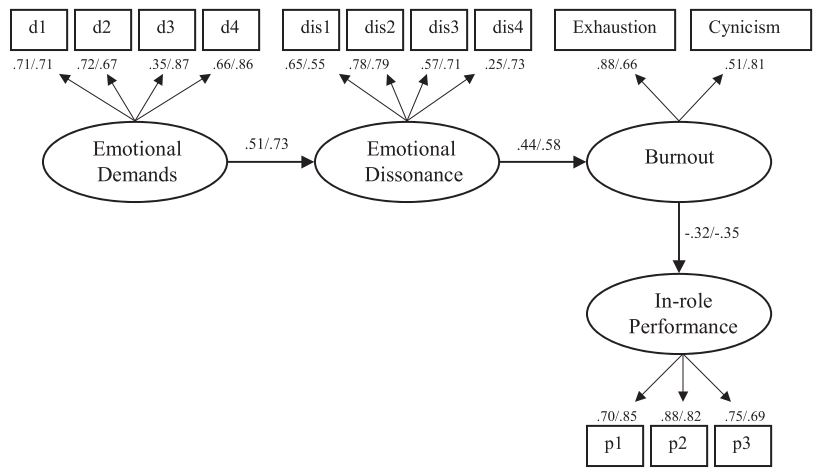 d1 d2 d3 d4 dis1 dis2 dis3 dis4 Exhaustion Cynicism
.71/.71 .72/.67 .35/.87 .66/.86 .65/.55 .78/.79 .57/.71 .25/.73 .88/.66 .51/.81
Emotional
Demands
.51/.73
Emotional
Dissonance
.44/.58
Burnout
-.32/-.35
In-role
Performance
.70/.85 .88/.82 .75/.69
p1 p2 p3